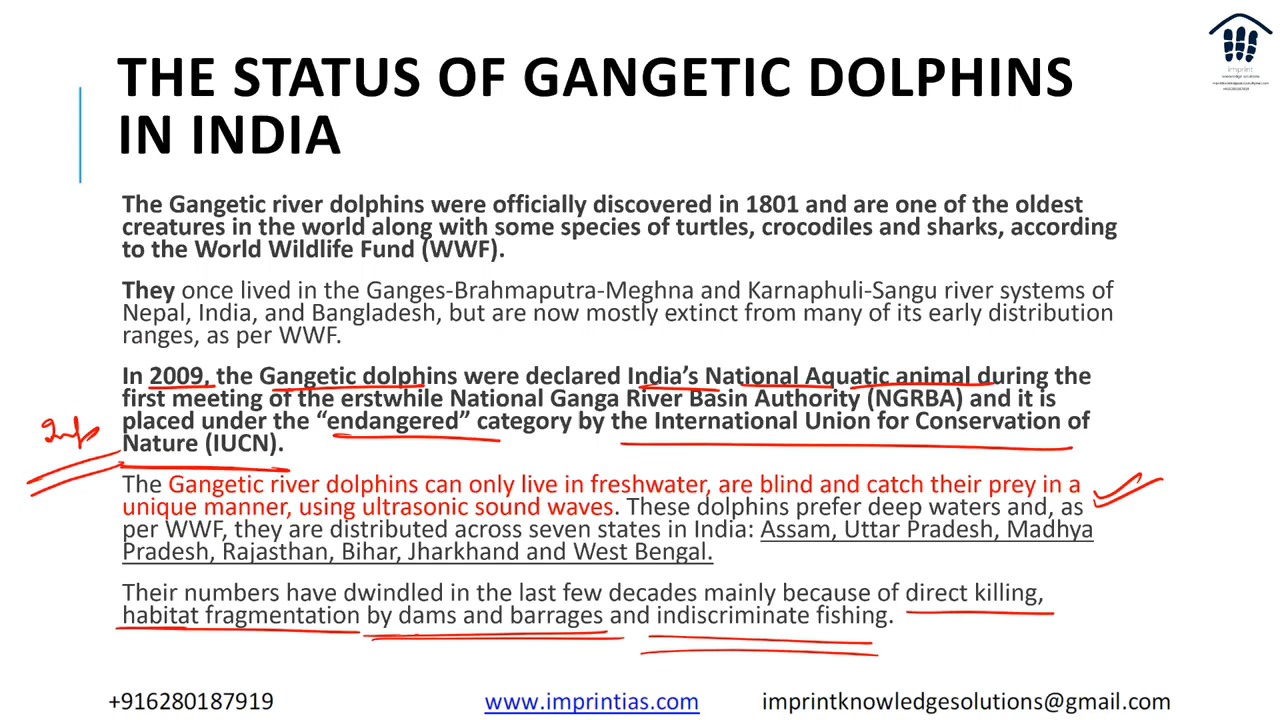 imprint
knowledge solutions
THE STATUS OF GANGETIC DOLPHINS
IN INDIA
The Gangetic river dolphins were officially discovered in 1801 and are one of the oldest
creatures in the world along with some species of turtles, crocodiles and sharks, according
to the World Wildlife Fund (WWF).
They once lived in the Ganges-Brahmaputra-Meghna and Karnaphuli-Sangu river systems of
Nepal, India, and Bangladesh, but are now mostly extinct from many of its early distribution
ranges, as per WWF.
In 2009, the Gangetic dolphins were declared India’s National Aquatic animal during the
first meeting of the erstwhile National Ganga River Basin Authority (NGRBA) and it is
placed under the “endangered” category by the International Union for Conservation of
Nature (IUCN).
The Gangetic river dolphins can only live in freshwater, are blind and catch their prey in a
unique manner, using ultrasonic sound waves. These dolphins prefer deep waters and, as
per WWF, they are distributed across seven states in India: Assam, Uttar Pradesh, Madhya
Pradesh, Rajasthan, Bihar, Jharkhand and West Bengal.
Their numbers have dwindled in the last few decades mainly because of direct killing,
habitat fragmentation by dams and barrages and indiscriminate fishing.
+916280187919
www.imprintias.com
imprintknowledgesolutions@gmail.com